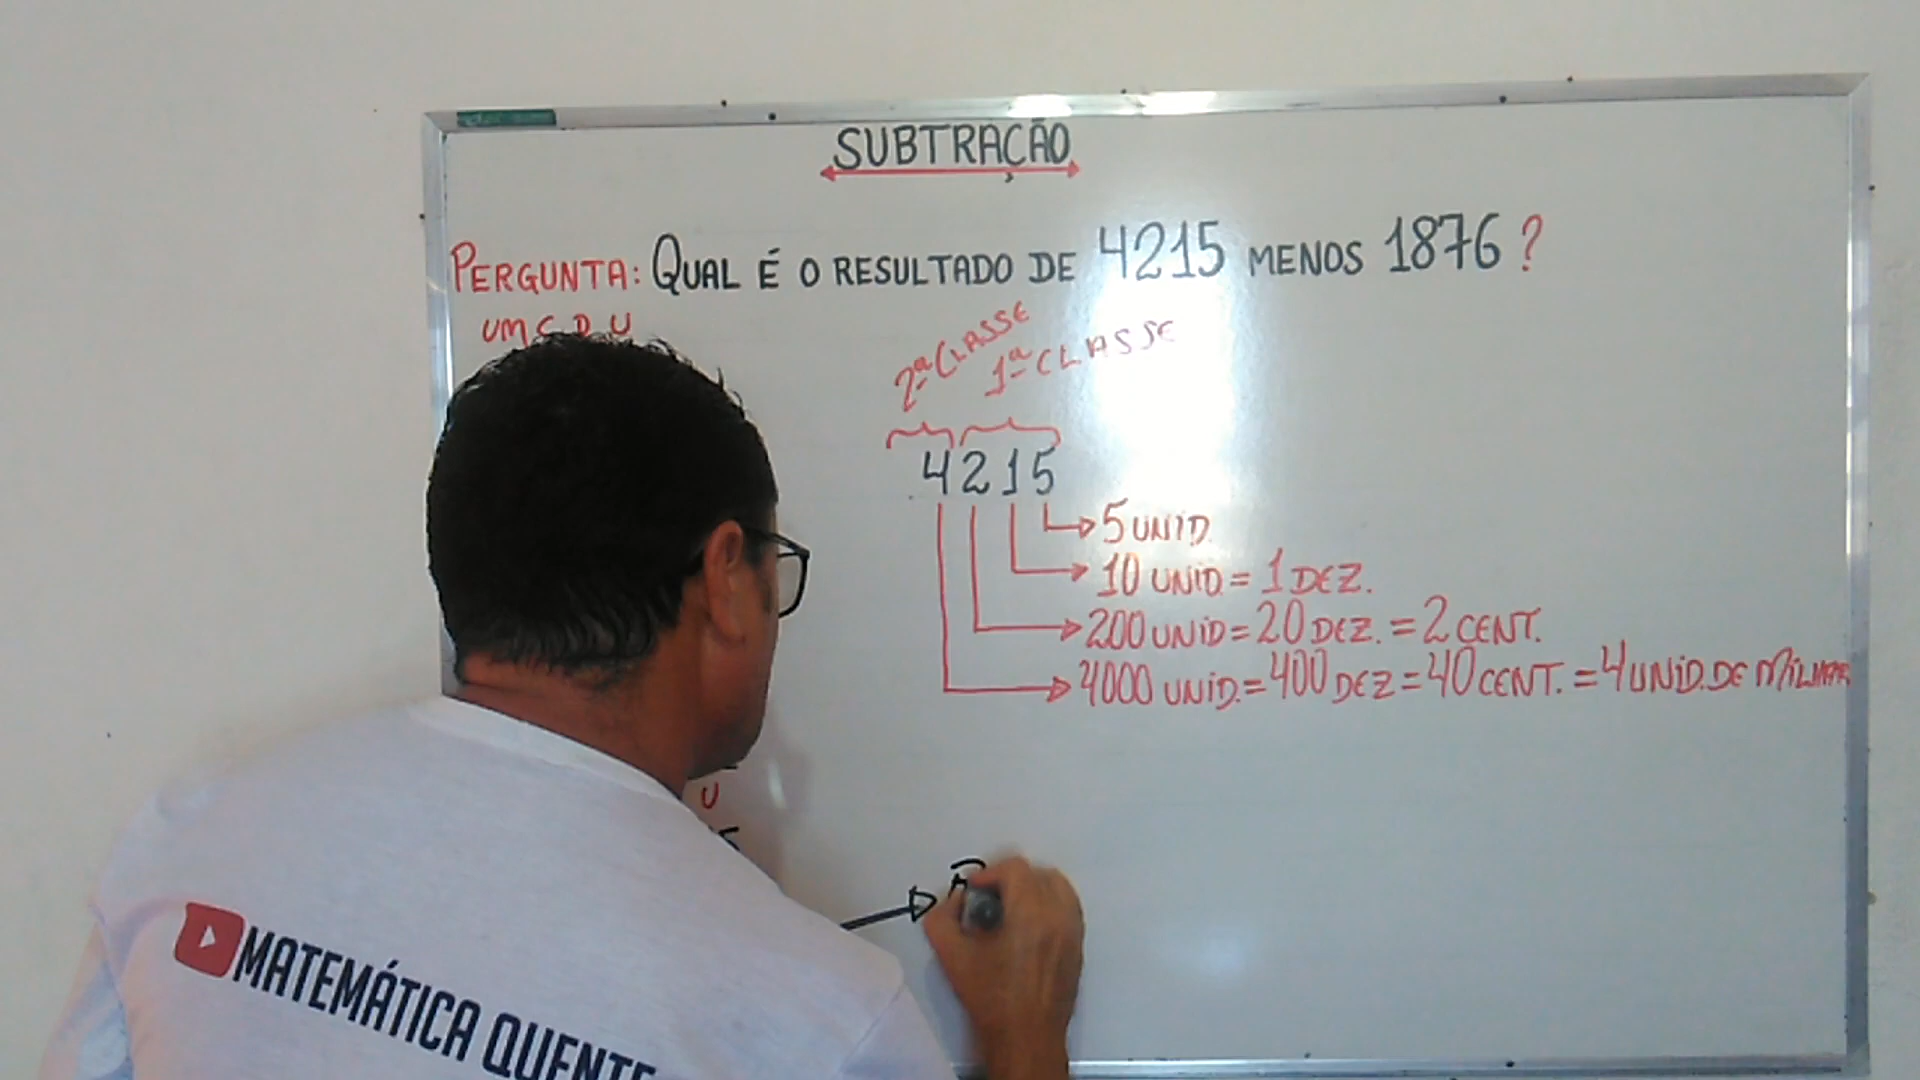 SUBTRAÇÃO
PERGUNTA: QUAL É O RESULTADO DE 4215 MENOS 1876?
UM C D U
2ª CLASSE
1ª CLASSE
4215
5 UNID.
10 UNID. = 1 DEZ.
200 UNID = 20 DEZ. = 2 CENT.
4000 UNID. = 400 DEZ = 40 CENT. = 4 UNID. DE MILHAR
U
MATEMÁTICA QUENTE